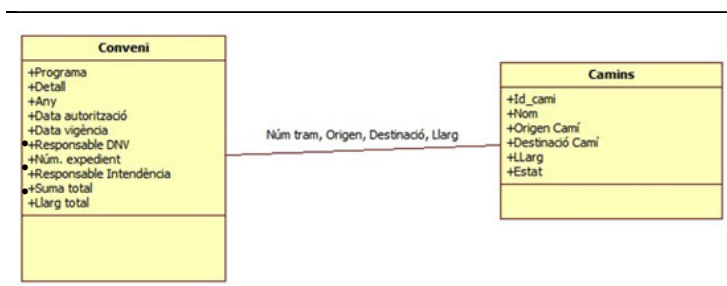 Conveni
+Programa
+Detall
+Any
+Data autorització
+Data vigència
+Responsable DNV
+Núm. expedient
+Responsable Intendència
+Suma total
+Llarg total
Núm tram, Origen, Destinació, Llarg
Camins
+Id_cami
+Nom
+Origen Camí
+Destinació Camí
+LLarg
+Estat